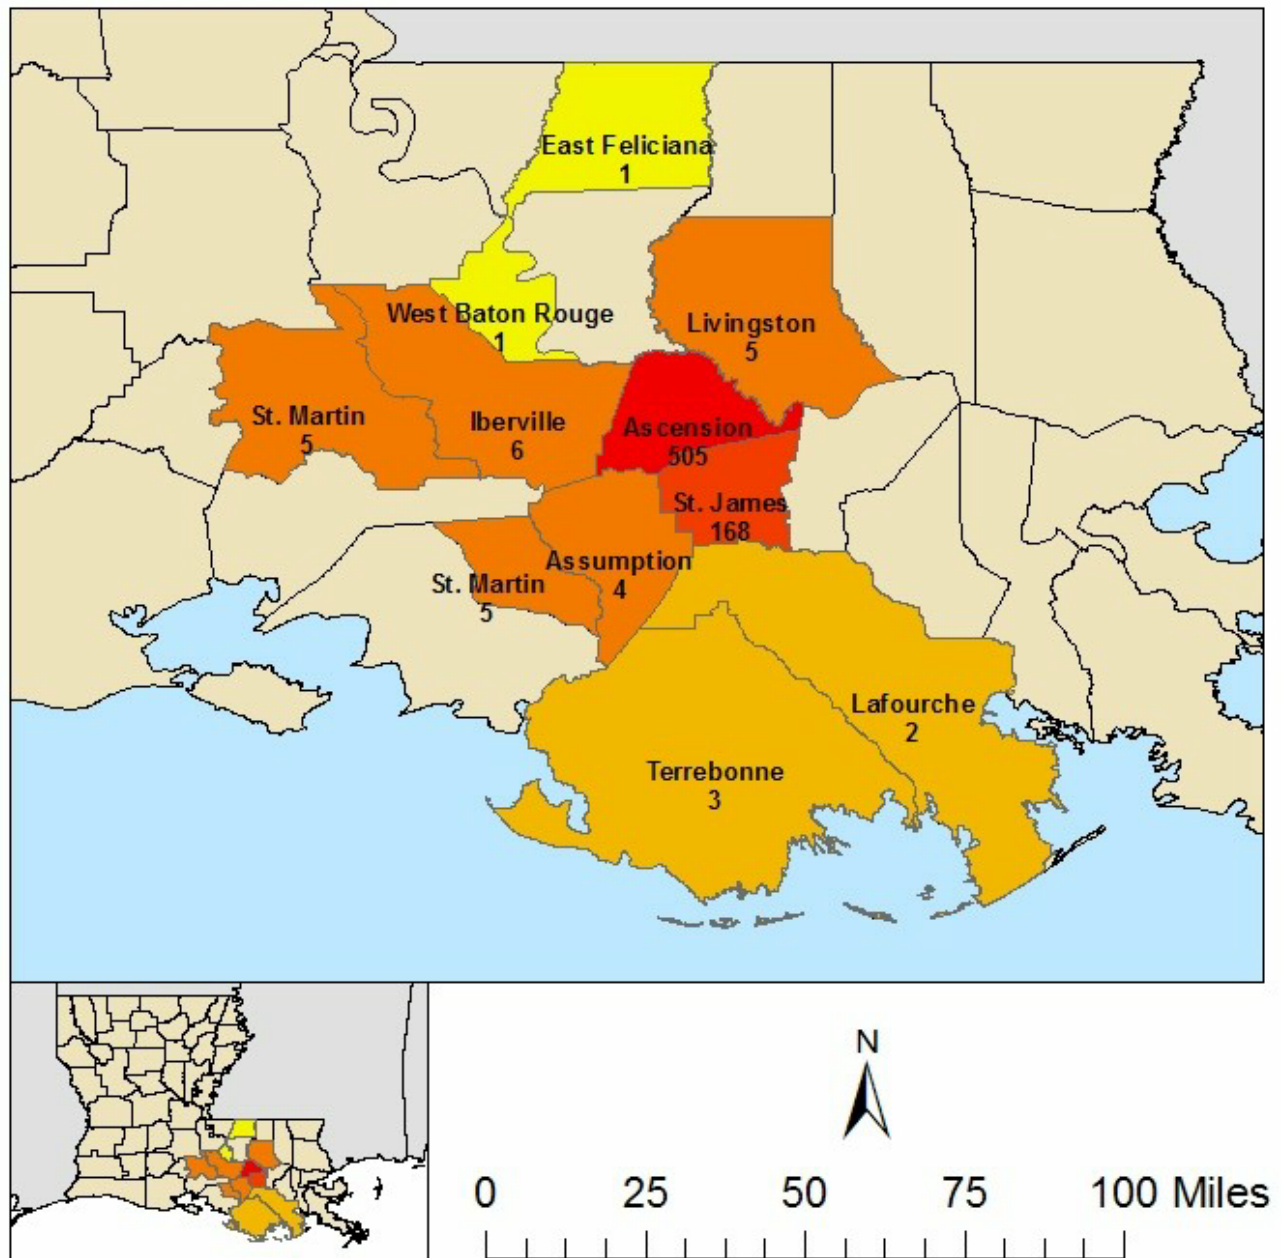 East Feliciana
1
West Baton Rouge
1
Livingston
5
St. Martin
5
Iberville
6
Ascension
505
St. James
168
Assumption
4
St. Martin
5
Lafourche
2
Terrebonne
3
N
0 25 50 75 100 Miles